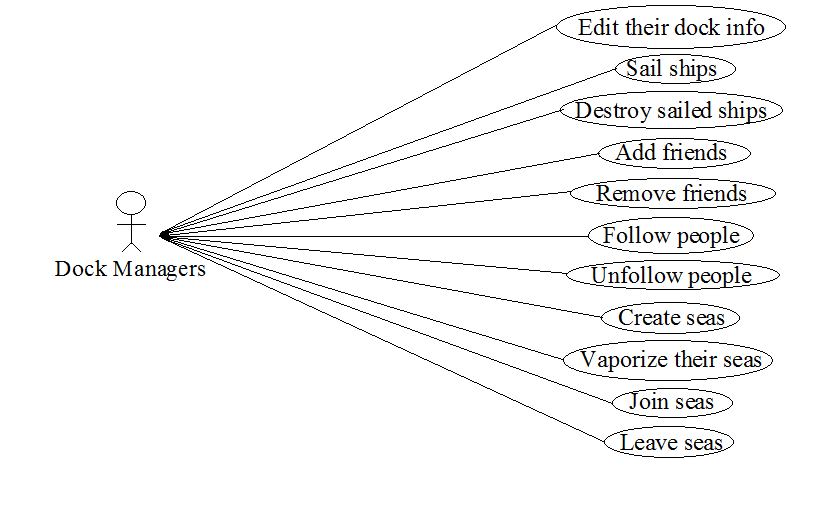 Edit their dock info
Sail ships
Destroy sailed ships
Add friends
Remove friends
Follow people
Dock Managers
Unfollow people
Create seas
Vaporize their seas
Join seas
Leave seas